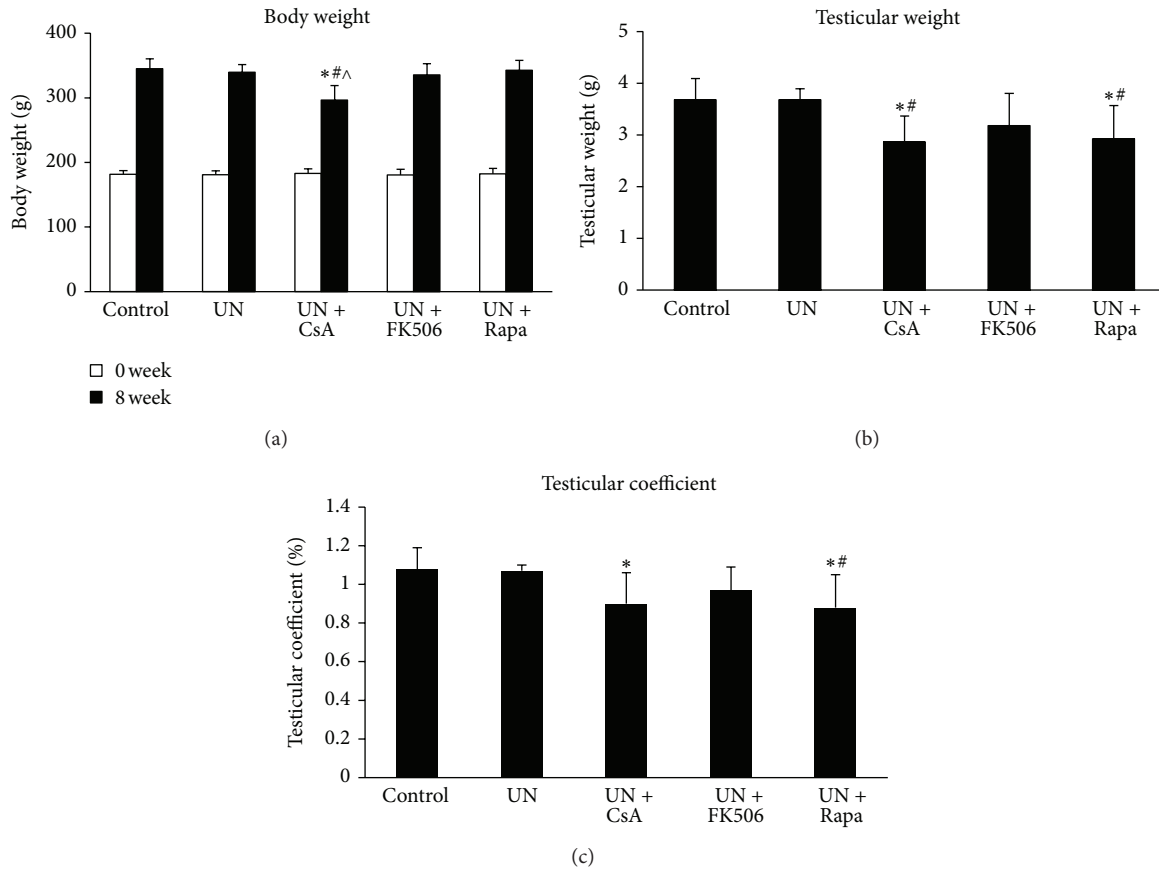 Body weight
Body weight (g)
400
300
200
100
0
*#^
Control
UN
UN +
CsA
UN +
FK506
UN +
Rapa
0 week
8 week
(a)
Testicular weight
Testicular weight (g)
5
4
3
2
1
0
*#
*#
Control
UN
UN +
CsA
UN +
FK506
UN +
Rapa
(b)
Testicular coefficient
Testicular coefficient (%)
1.4
1.2
1
0.8
0.6
0.4
0.2
0
*
*#
Control
UN
UN +
CsA
UN +
FK506
UN +
Rapa
(c)